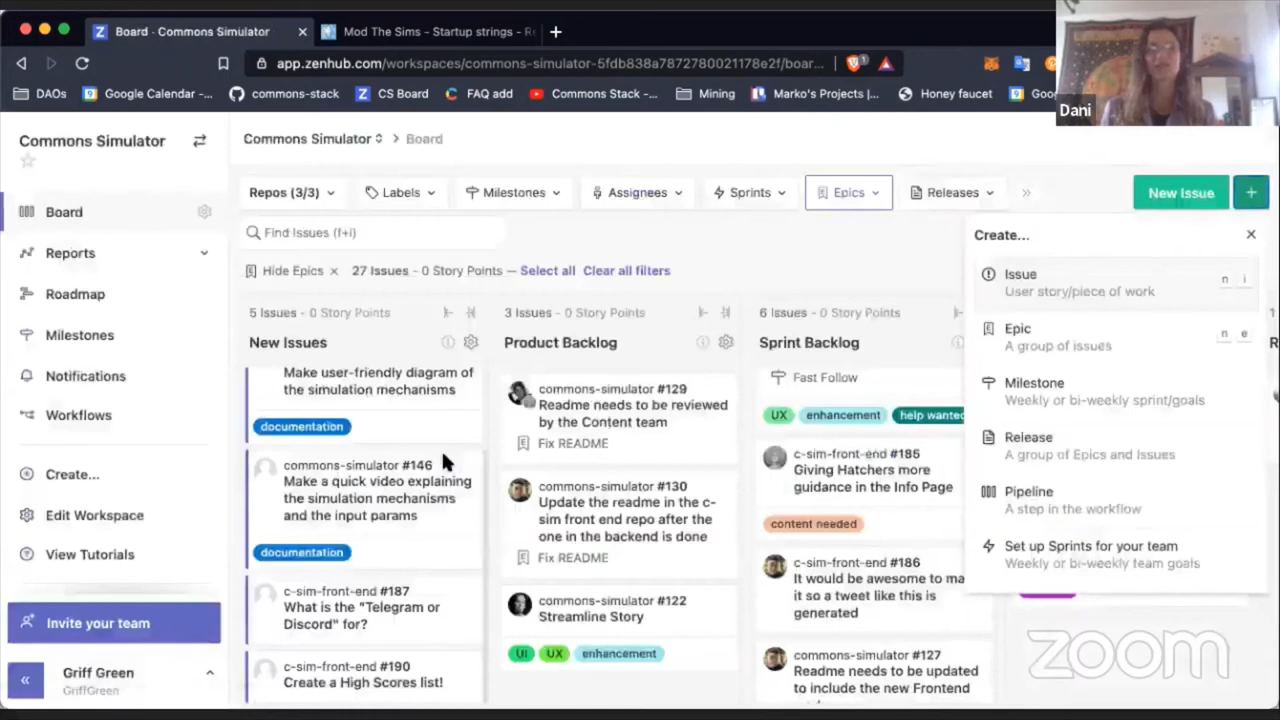 Board - Commons Simulator
Mod The Sims - Startup strings - Re
app.zenhub.com/workspaces/commons-simulator-5fdb838a7872780021178e2f/boar...
1
DAOs
Google Calendar -...
commons-stack
CS Board
FAQ add
Commons Stack -...
Mining
Marko's Projects |...
Honey faucet
Goo
Dani
Commons Simulator
Commons Simulator > Board
Board
Reports
Roadmap
Milestones
Notifications
Workflows
Create...
Edit Workspace
View Tutorials
Invite your team
Griff Green
GriffGreen
Repos (3/3)
Labels
Milestones
Assignees
Sprints
Epics
Releases
New Issue
+
Find Issues (f+i)
Hide Epics ×
27 Issues - 0 Story Points —
Select all
Clear all filters
5 Issues - 0 Story Points
New Issues
Make user-friendly diagram of
the simulation mechanisms
documentation
commons-simulator #146
Make a quick video explaining
the simulation mechanisms
and the input params
documentation
c-sim-front-end #187
What is the "Telegram or
Discord" for?
c-sim-front-end #190
Create a High Scores list!
3 Issues - 0 Story Points
Product Backlog
commons-simulator #129
Readme needs to be reviewed
by the Content team
Fix README
commons-simulator #130
Update the readme in the c-
sim front end repo after the
one in the backend is done
Fix README
commons-simulator #122
Streamline Story
UI
UX
enhancement
6 Issues - 0 Story Points
Sprint Backlog
Fast Follow
UX
enhancement
help wanted
c-sim-front-end #185
Giving Hatchers more
guidance in the Info Page
content needed
c-sim-front-end #186
It would be awesome to ma
it so a tweet like this is
generated
commons-simulator #127
Readme needs to be updated
to include the new Frontend
Create...
Issue
User story/piece of work
n i
Epic
A group of issues
n e
Milestone
Weekly or bi-weekly sprint/goals
Release
A group of Epics and Issues
Pipeline
A step in the workflow
Set up Sprints for your team
Weekly or bi-weekly team goals
zoom